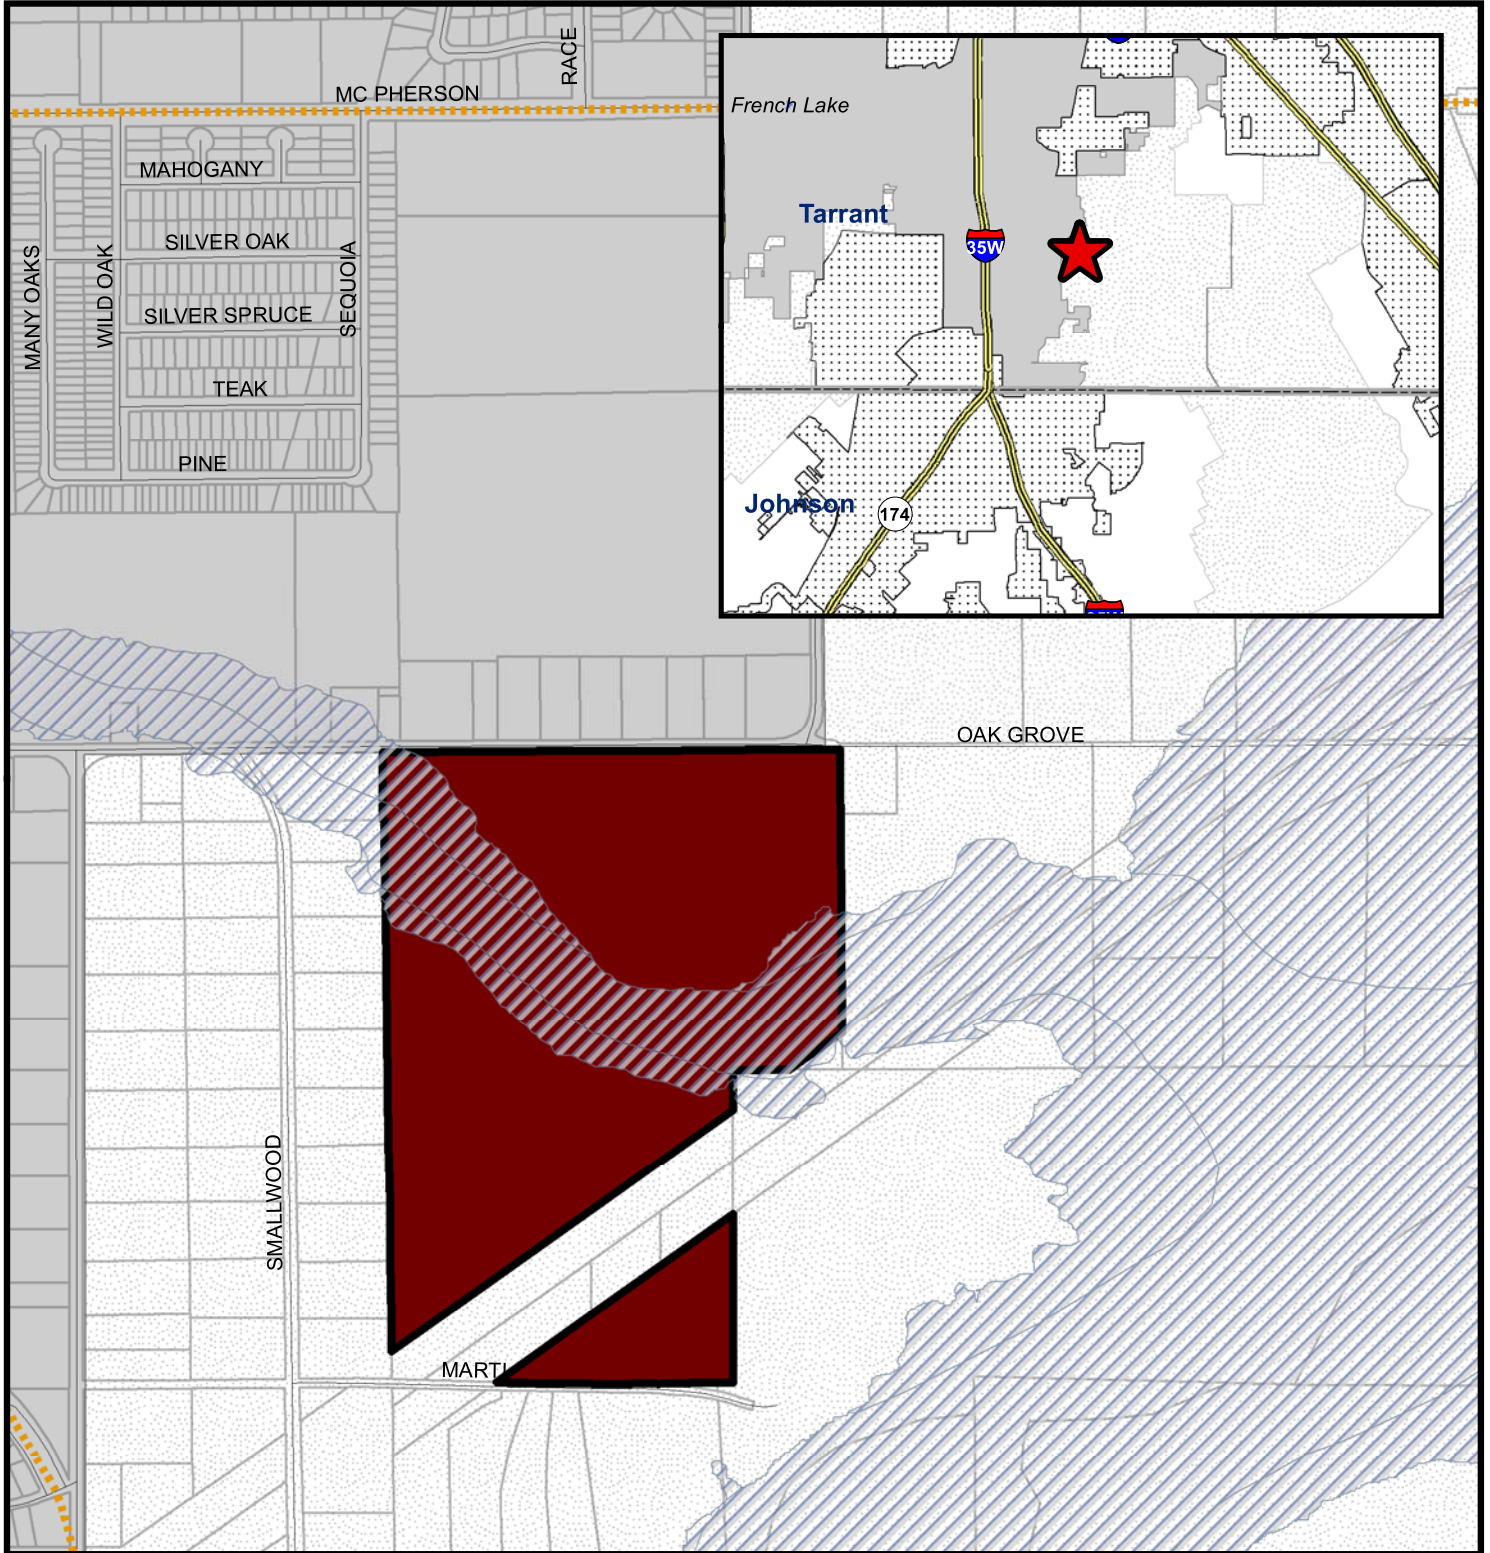 RACE
MC PHERSON
French Lake
MAHOGANY
Tarrant
SILVER OAK
35W
MANY OAKS
WILD OAK
SEQUOIA
SILVER SPRUCE
TEAK
PINE
Johnson
174
OAK GROVE
SMALLWOOD
MARTI